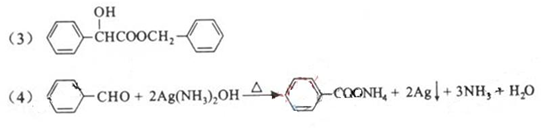 OH
(3) CHCOOCH₂
(4) CHO + 2Ag(NH₃)₂OH △ COONH₄ + 2Ag↓ + 3NH₃ + H₂O